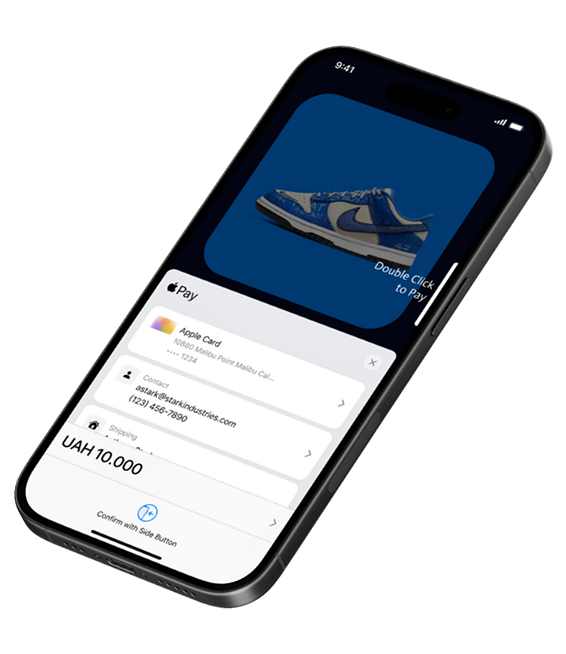 9:41
Double Click
to Pay
Pay
Apple Card
10880 Malibu Point Malibu Cal...
•••• 1234
Contact
astark@starkindustries.com
(123) 456-7890
Shipping
UAH 10.000
Confirm with Side Button